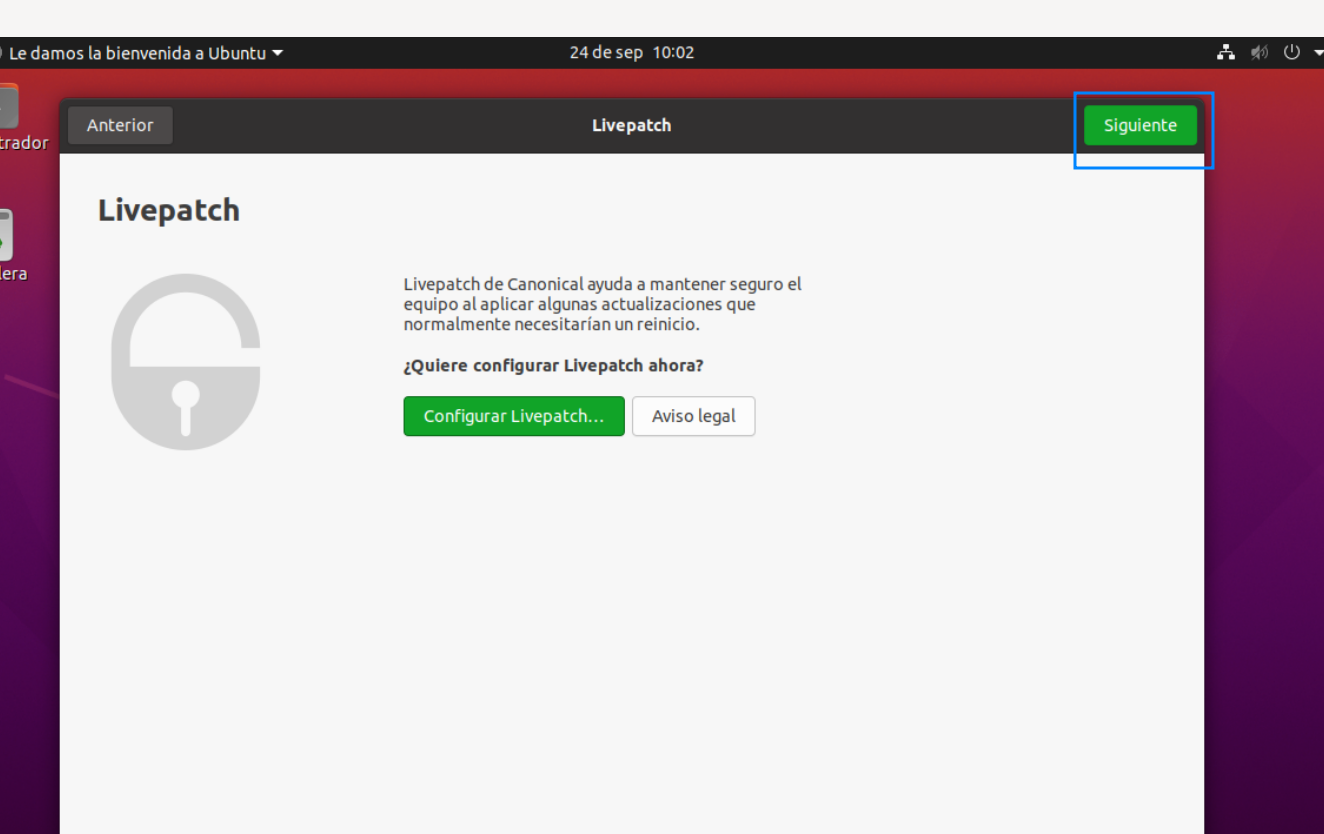 Le damos la bienvenida a Ubuntu
24 de sep 10:02
Anterior
Livepatch
Siguiente
Livepatch
Livepatch de Canonical ayuda a mantener seguro el
equipo al aplicar algunas actualizaciones que
normalmente necesitarían un reinicio.
¿Quiere configurar Livepatch ahora?
Configurar Livepatch...
Aviso legal